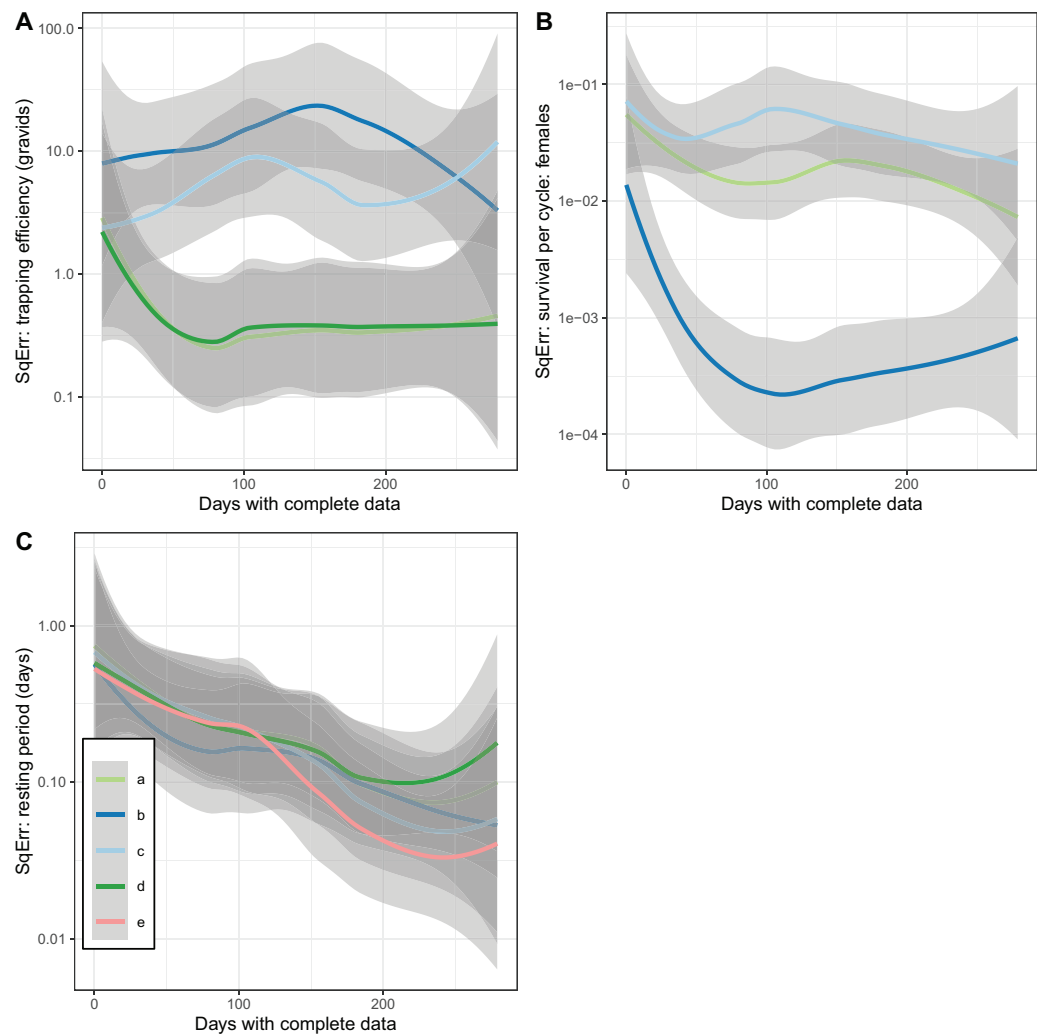 A
SqErr: trapping efficiency (gravids)
100.0
10.0
1.0
0.1
0
100
200
Days with complete data
B
SqErr: survival per cycle: females
1e−01
1e−02
1e−03
1e−04
0
100
200
Days with complete data
C
SqErr: resting period (days)
1.00
0.10
0.01
a
b
c
d
e
0
100
200
Days with complete data